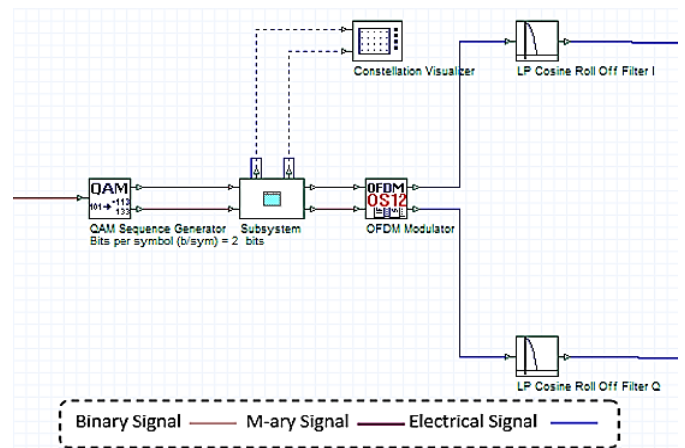 Constellation Visualizer
LP Cosine Roll Off Filter I
QAM
101→ -113
133
QAM Sequence Generator
Bits per symbol (b/sym) = 2 bits
Subsystem
OFDM
OS12
OFDM Modulator
LP Cosine Roll Off Filter Q
Binary Signal
M-ary Signal
Electrical Signal